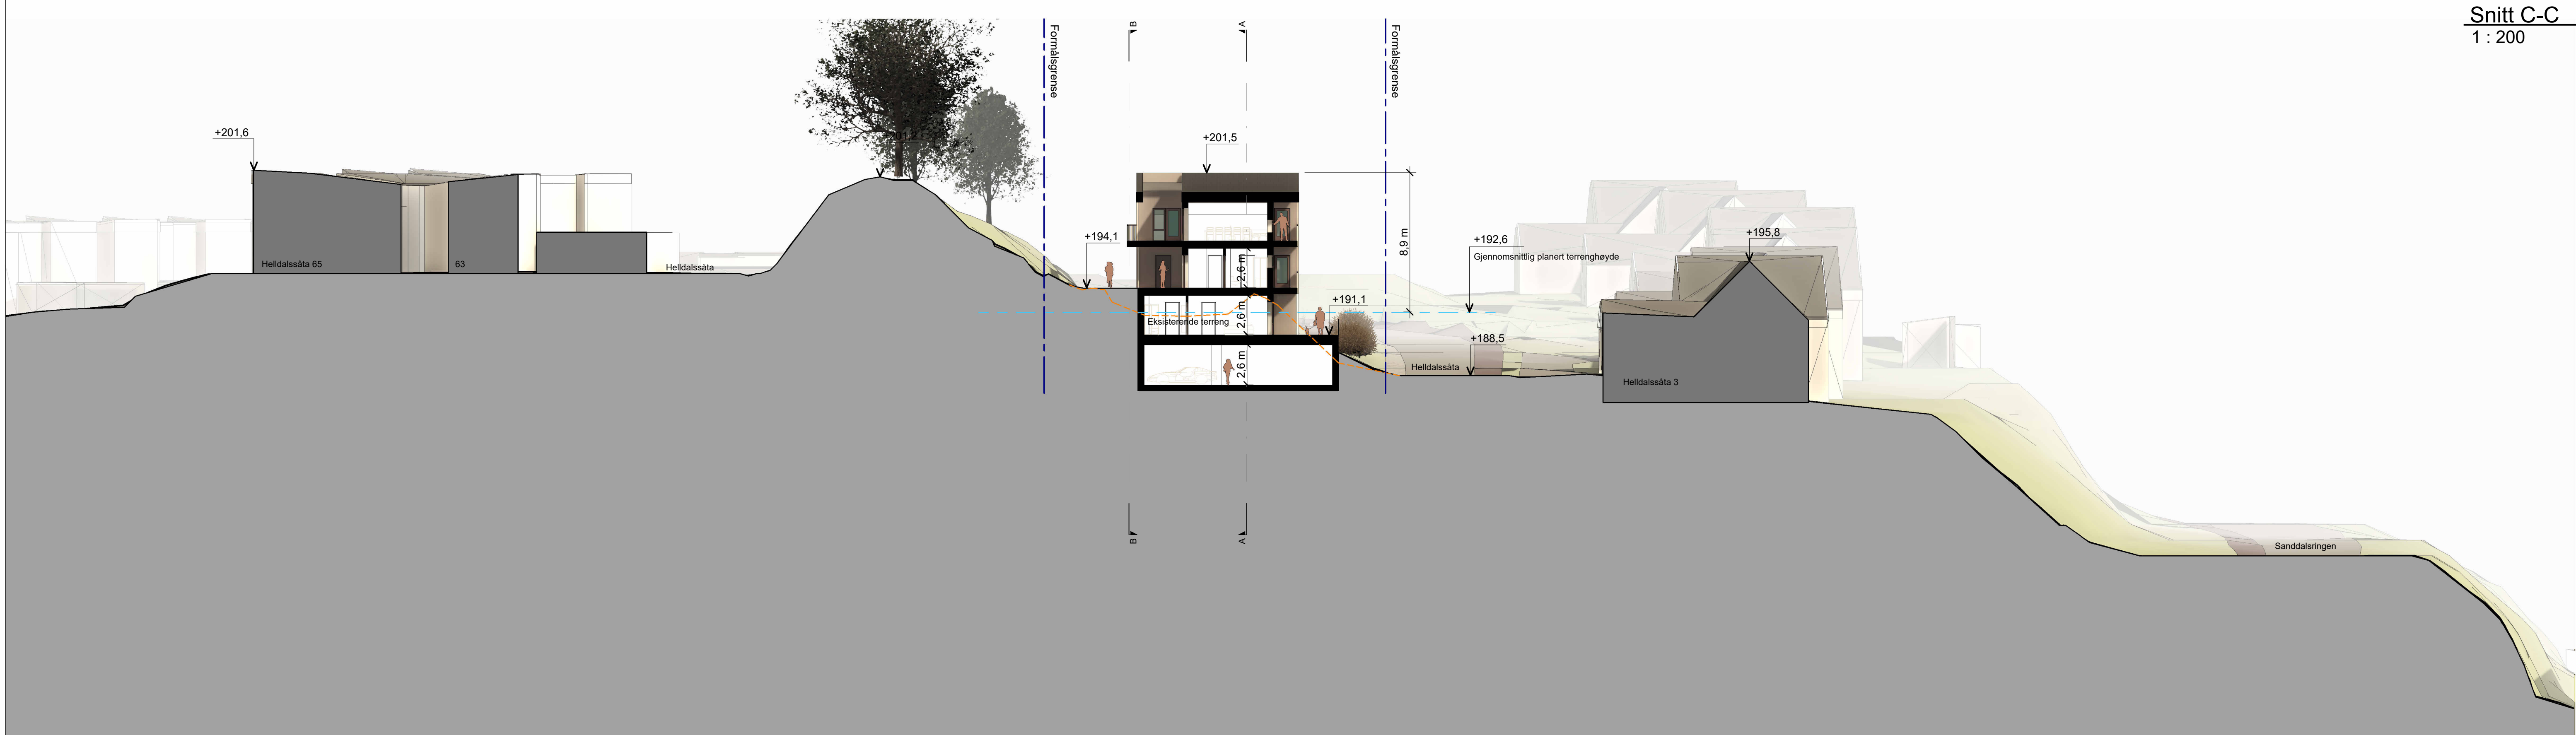 Snitt C-C
1 : 200
Formålsgrense
B
A
Formålsgrense
+201,6
+201,5
+194,1
+192,6
Gjennomsnittlig planert terrenghøyde
8,9 m
+195,8
Helldalssåta 65
63
Helldalssåta
2,6 m
+191,1
Eksisterende terreng
2,6 m
+188,5
2,6 m
Helldalssåta
Helldalssåta 3
B
A
Sanddalsringen